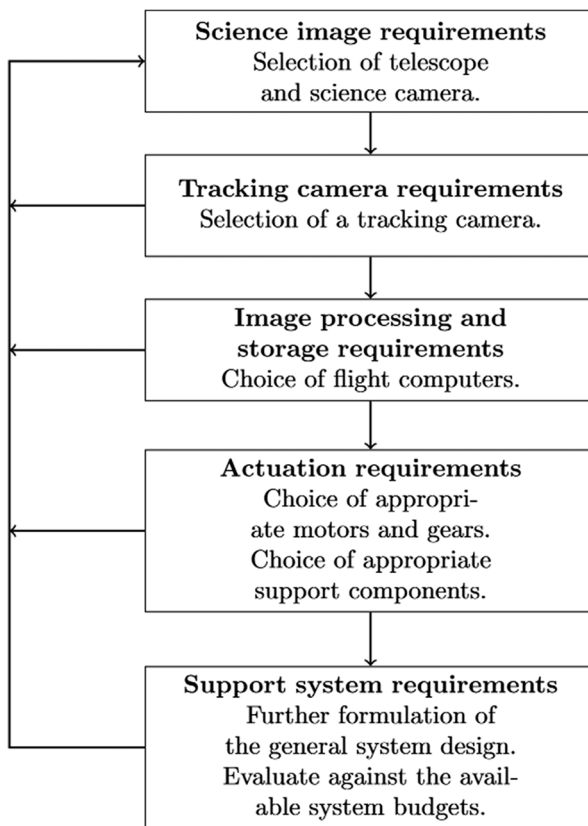 Science image requirements
Selection of telescope
and science camera.
Tracking camera requirements
Selection of a tracking camera.
Image processing and
storage requirements
Choice of flight computers.
Actuation requirements
Choice of appropri-
ate motors and gears.
Choice of appropriate
support components.
Support system requirements
Further formulation of
the general system design.
Evaluate against the avail-
able system budgets.